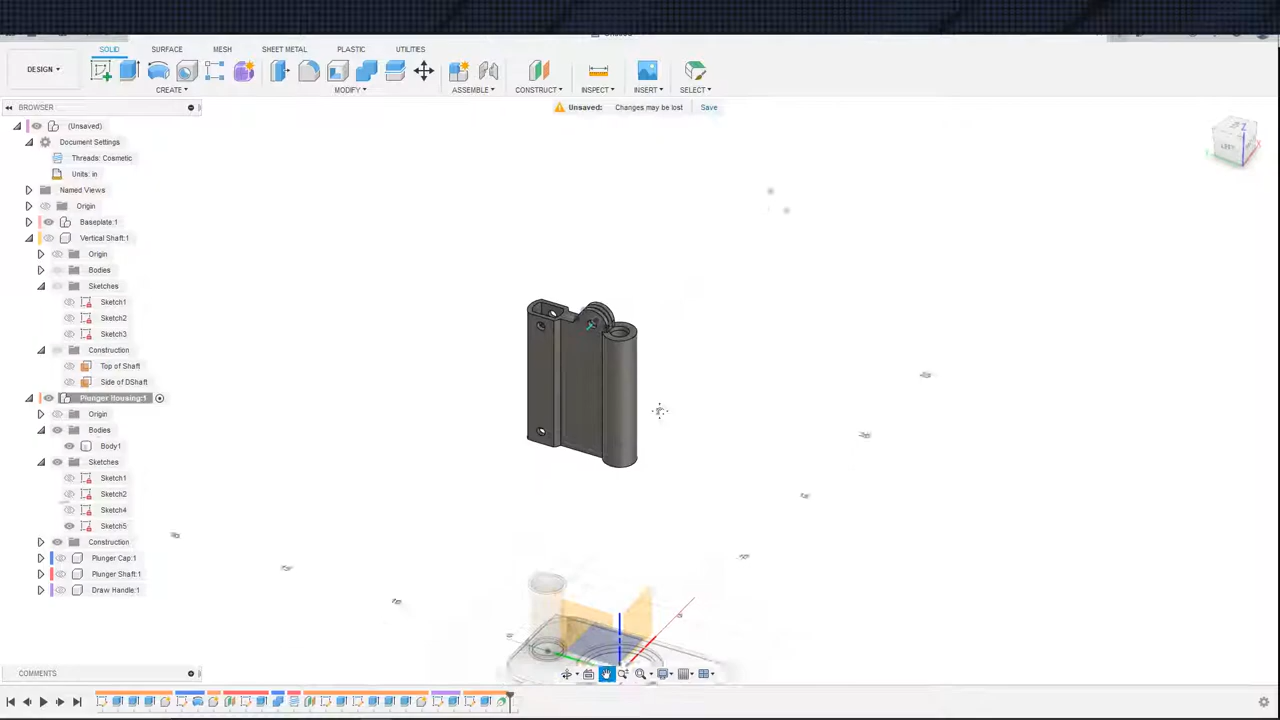 SOLID SURFACE MESH SHEET METAL PLASTIC UTILITIES
DESIGN
CREATE MODIFY ASSEMBLE CONSTRUCT INSPECT INSERT SELECT
BROWSER
Unsaved: Changes may be lost Save
(Unsaved)
Document Settings
Threads: Cosmetic
Units: in
Named Views
Origin
Baseplate:1
Vertical Shaft:1
Origin
Bodies
Sketches
Sketch1
Sketch2
Sketch3
Construction
Top of Shaft
Side of DShaft
Plunger Housing:1
Origin
Bodies
Body1
Sketches
Sketch1
Sketch2
Sketch4
Sketch5
Construction
Plunger Cap:1
Plunger Shaft:1
Draw Handle:1
COMMENTS
Z
LEFT